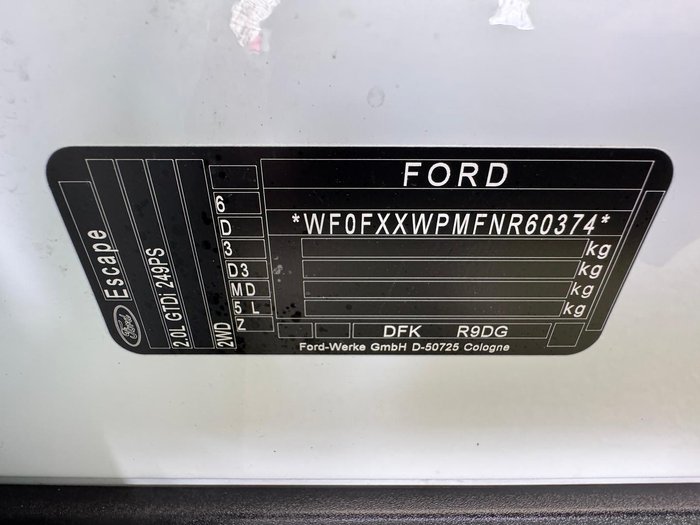 FORD
*WF0FXXWPMFNR60374*
kg
kg
kg
kg
DFK R9DG
Ford-Werke GmbH D-50725 Cologne
6
D
3
D3
MD
5 L
Z
2WD
2.0L GTDi 249PS
Escape
Ford